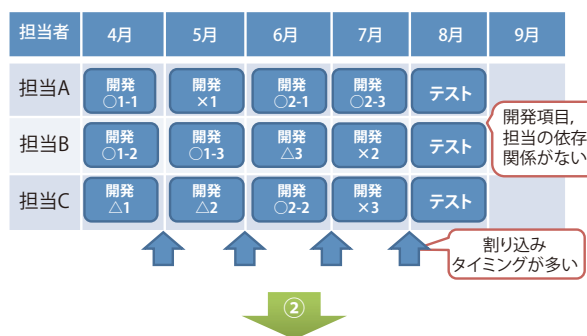 担当者 4月 5月 6月 7月 8月 9月
担当A 開発 開発 開発 開発 テスト
○1-1 ×1 ○2-1 ○2-3
担当B 開発 開発 開発 開発 テスト
○1-2 ○1-3 △3 ×2
担当C 開発 開発 開発 開発 テスト
△1 △2 ○2-2 ×3
開発項目,
担当の依存
関係がない
割り込み
タイミングが多い
②